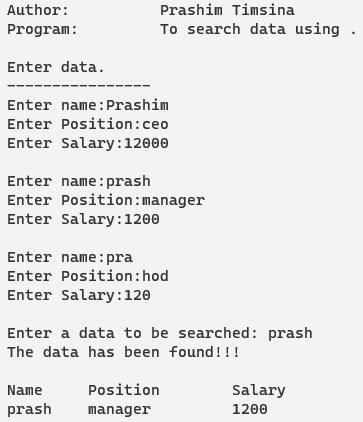 Author: Prashim Timsina
Program: To search data using .
Enter data.
----------------
Enter name:Prashim
Enter Position:ceo
Enter Salary:12000
Enter name:prash
Enter Position:manager
Enter Salary:1200
Enter name:pra
Enter Position:hod
Enter Salary:120
Enter a data to be searched: prash
The data has been found!!!
Name Position Salary
prash manager 1200